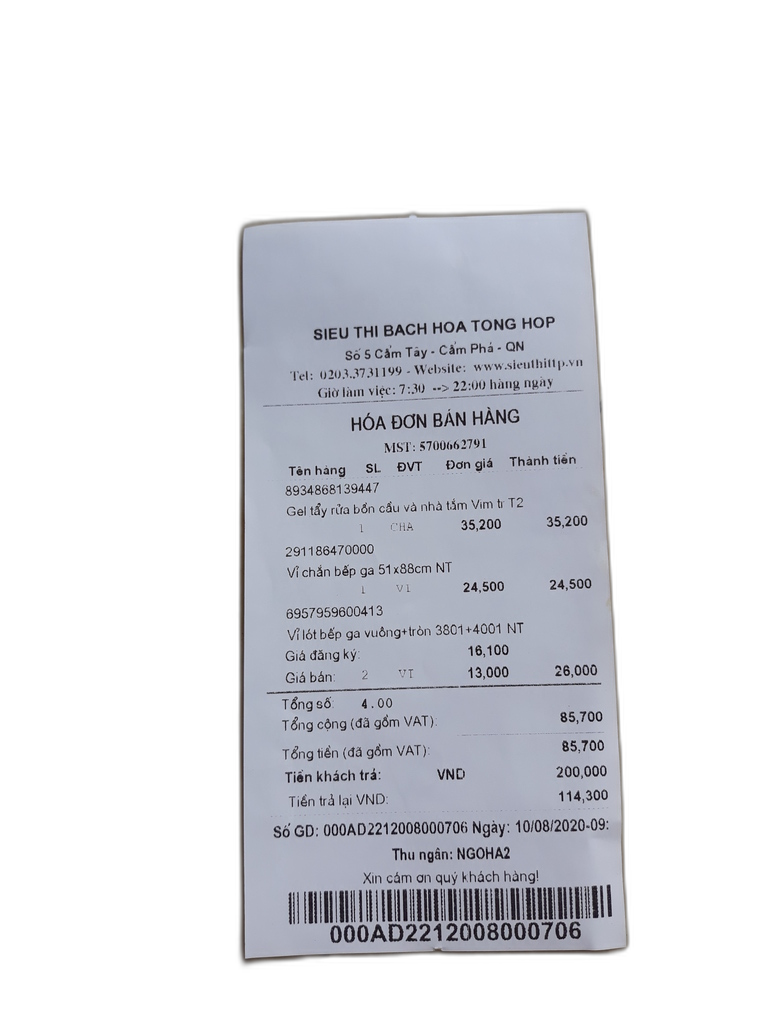 SIEU THI BACH HOA TONG HOP
Số 5 Cẩm Tây - Cẩm Phả - QN
Tel: 0203.3731199 - Website: www.sieuthittp.vn
Giờ làm việc: 7:30 --> 22:00 hàng ngày
HÓA ĐƠN BÁN HÀNG
MST: 5700662791
Tên hàng SL ĐVT Đơn giá Thành tiền
8934868139447
Gel tẩy rửa bồn cầu và nhà tắm Vim tr T2
1 CHA 35,200 35,200
291186470000
Vỉ chắn bếp ga 51x88cm NT
1 VI 24,500 24,500
6957959600413
Vỉ lót bếp ga vuông+tròn 3801+4001 NT
Giá đăng ký: 16,100
Giá bán: 2 VI 13,000 26,000
Tổng số: 4.00
Tổng cộng (đã gồm VAT): 85,700
Tổng tiền (đã gồm VAT): 85,700
Tiền khách trả: VND 200,000
Tiền trả lại VND: 114,300
Số GD: 000AD2212008000706 Ngày: 10/08/2020-09:
Thu ngân: NGOHA2
Xin cám ơn quý khách hàng!
000AD2212008000706